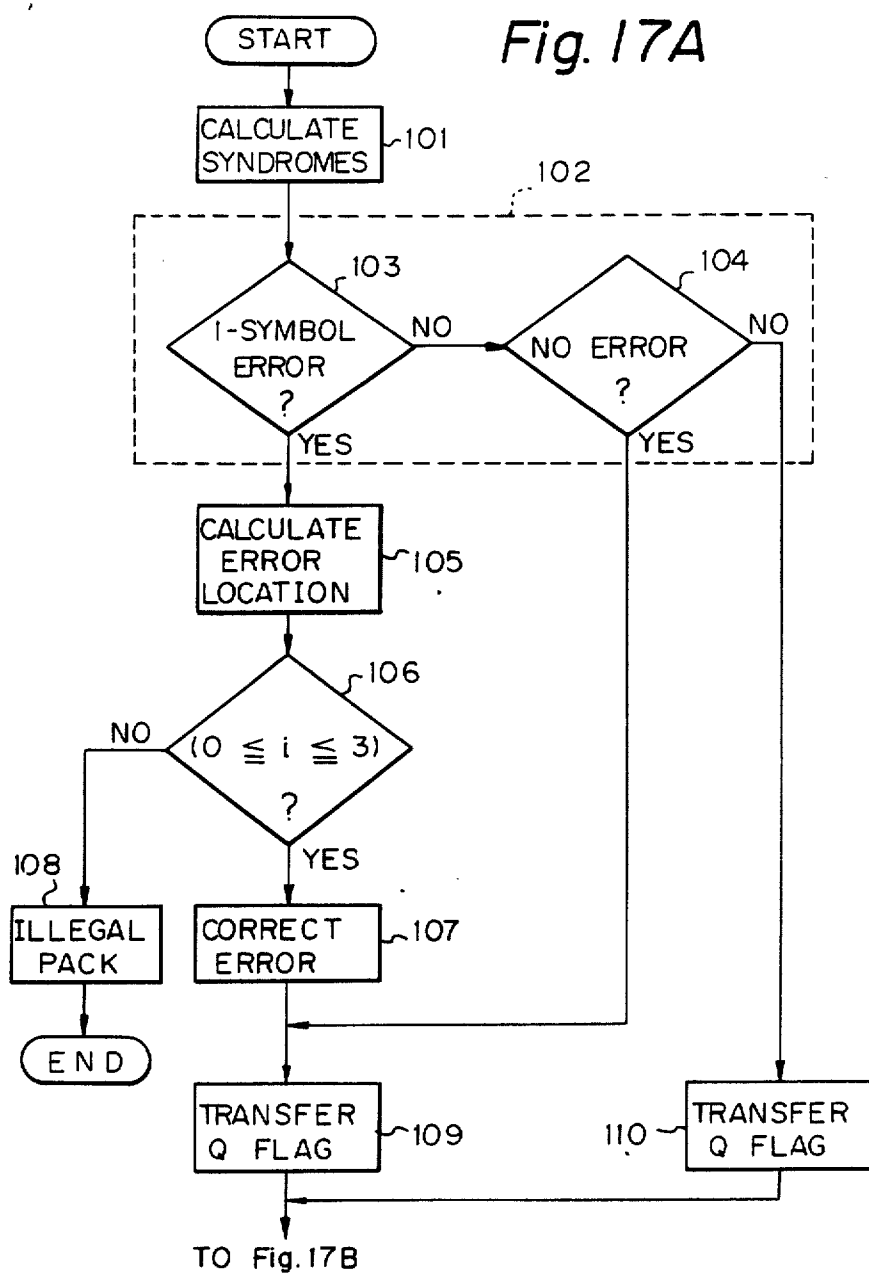 Fig. 17A
START
CALCULATE
SYNDROMES
101
102
103
1-SYMBOL
ERROR
?
NO
YES
104
NO ERROR
?
NO
YES
CALCULATE
ERROR
LOCATION
105
106
(0 ≦ i ≦ 3)
?
NO
YES
108
ILLEGAL
PACK
END
CORRECT
ERROR
107
TRANSFER
Q FLAG
109
110
TRANSFER
Q FLAG
TO Fig. 17B